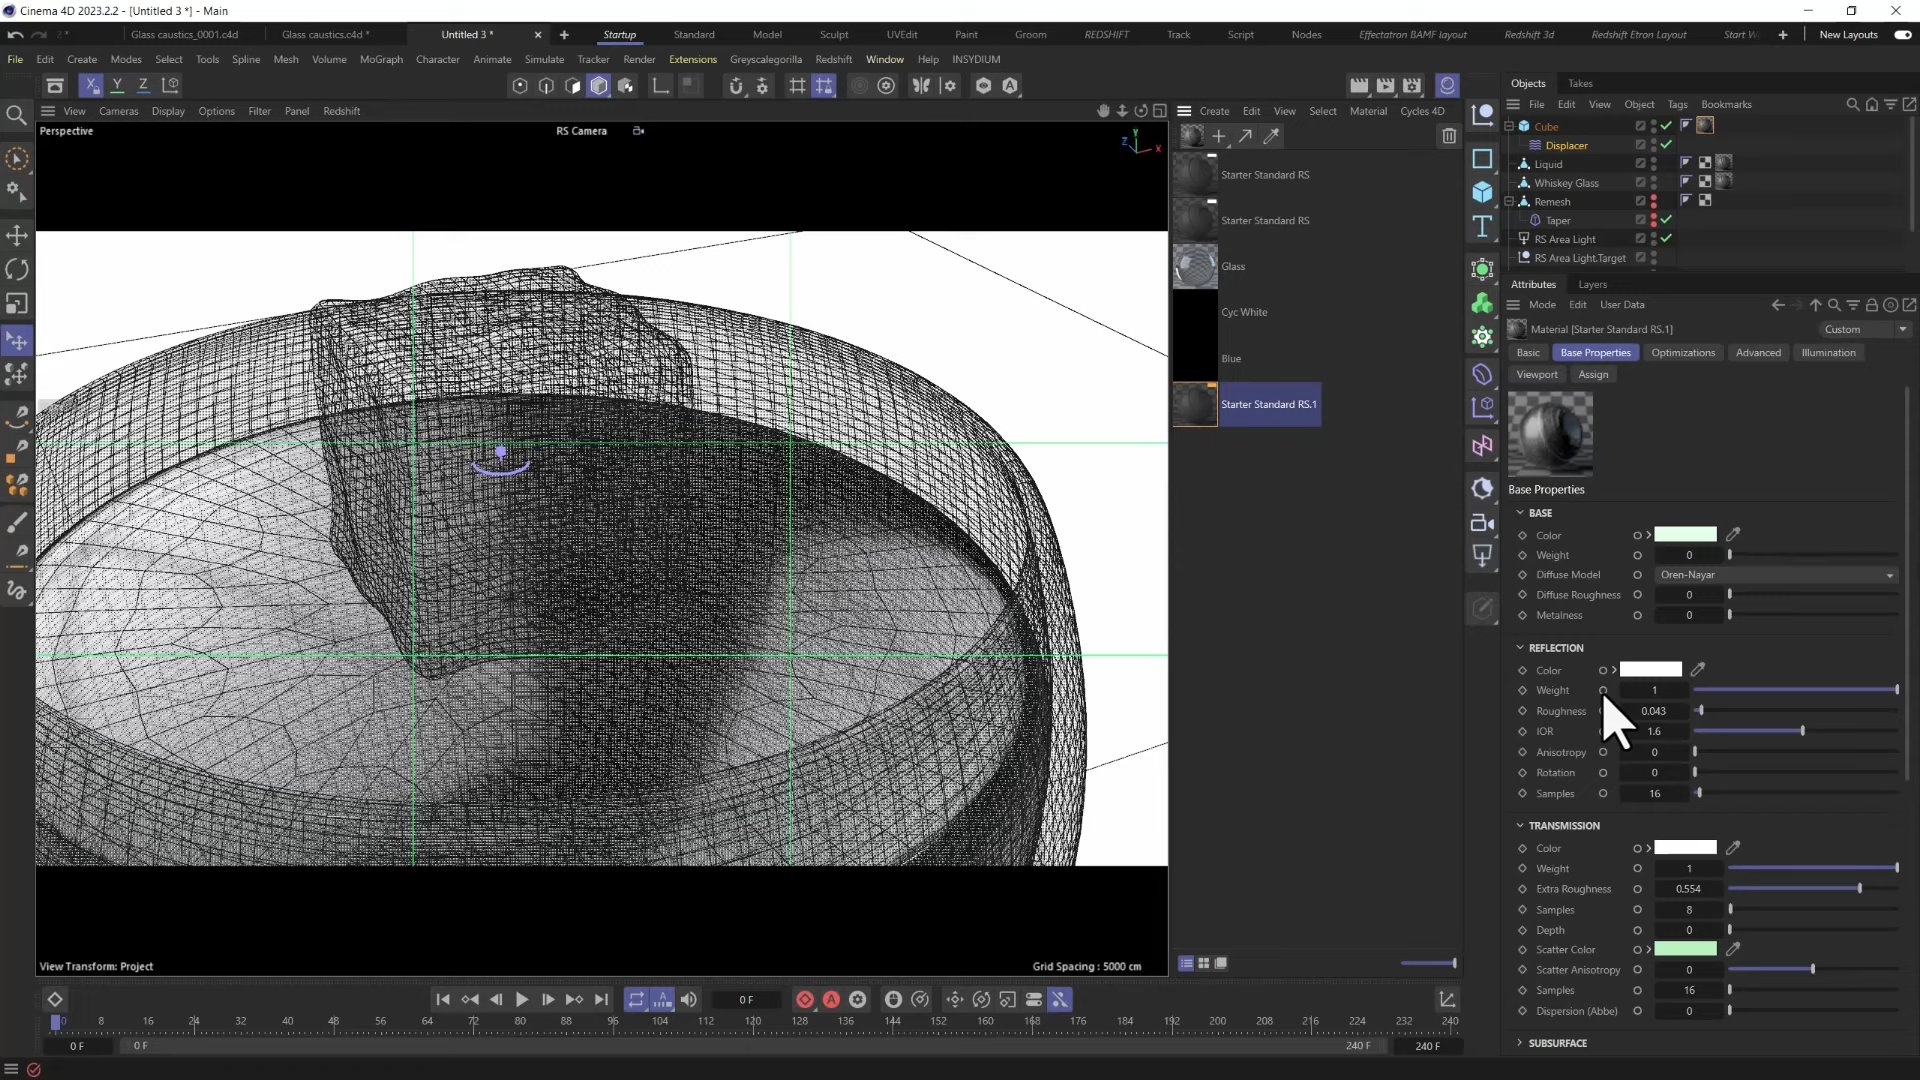 Cinema 4D 2023.2.2 - [Untitled 3 *] - Main
Glass caustics_0001.c4d
Glass caustics.c4d *
Untitled 3 *
Startup
Standard
Model
Sculpt
UVEdit
Paint
Groom
REDSHIFT
Track
Script
Nodes
Effectatron BAMF layout
Redshift 3d
Redshift Etron Layout
New Layouts
File Edit Create Modes Select Tools Spline Mesh Volume MoGraph Character Animate Simulate Tracker Render Extensions Greyscalegorilla Redshift Window Help INSYDIUM
X Y Z
View Cameras Display Options Filter Panel Redshift
Perspective
RS Camera
Y
Z
X
View Transform: Project
Grid Spacing : 5000 cm
Create Edit View Select Material Cycles 4D
Starter Standard RS
Starter Standard RS
Glass
Cyc White
Blue
Starter Standard RS.1
Objects Takes
File Edit View Object Tags Bookmarks
Cube
Displacer
Liquid
Whiskey Glass
Remesh
Taper
RS Area Light
RS Area Light.Target
Attributes Layers
Mode Edit User Data
Material [Starter Standard RS.1]
Custom
Basic Base Properties Optimizations Advanced Illumination
Viewport Assign
Base Properties
BASE
Color
Weight 0
Diffuse Model Oren-Nayar
Diffuse Roughness 0
Metalness 0
REFLECTION
Color
Weight 1
Roughness 0.043
IOR 1.6
Anisotropy 0
Rotation 0
Samples 16
TRANSMISSION
Color
Weight 1
Extra Roughness 0.554
Samples 8
Depth 0
Scatter Color
Scatter Anisotropy 0
Samples 16
Dispersion (Abbe) 0
SUBSURFACE
0 F
0 8 16 24 32 40 48 56 64 72 80 88 96 104 112 120 128 136 144 152 160 168 176 184 192 200 208 216 224 232 240
0 F
0 F
240 F
240 F